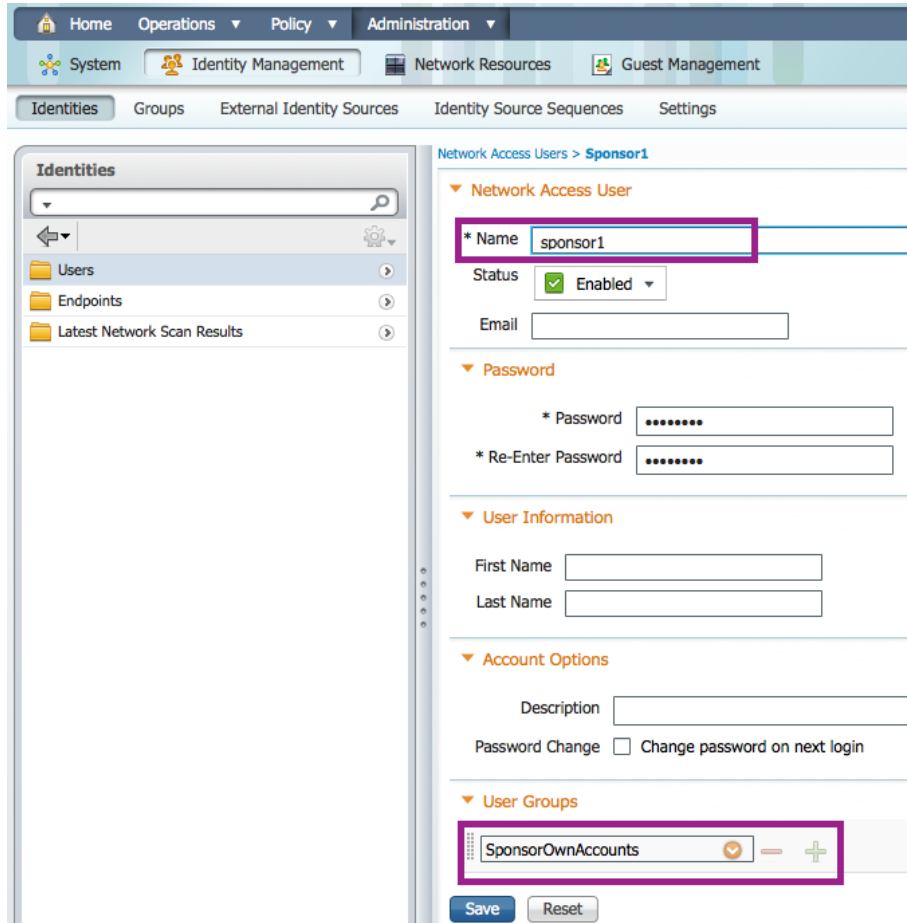 Home Operations Policy Administration
System Identity Management Network Resources Guest Management
Identities Groups External Identity Sources Identity Source Sequences Settings
Identities
Users
Endpoints
Latest Network Scan Results
Network Access Users > Sponsor1
Network Access User
* Name sponsor1
Status Enabled
Email
Password
* Password ••••••••
* Re-Enter Password ••••••••
User Information
First Name
Last Name
Account Options
Description
Password Change Change password on next login
User Groups
SponsorOwnAccounts
Save Reset